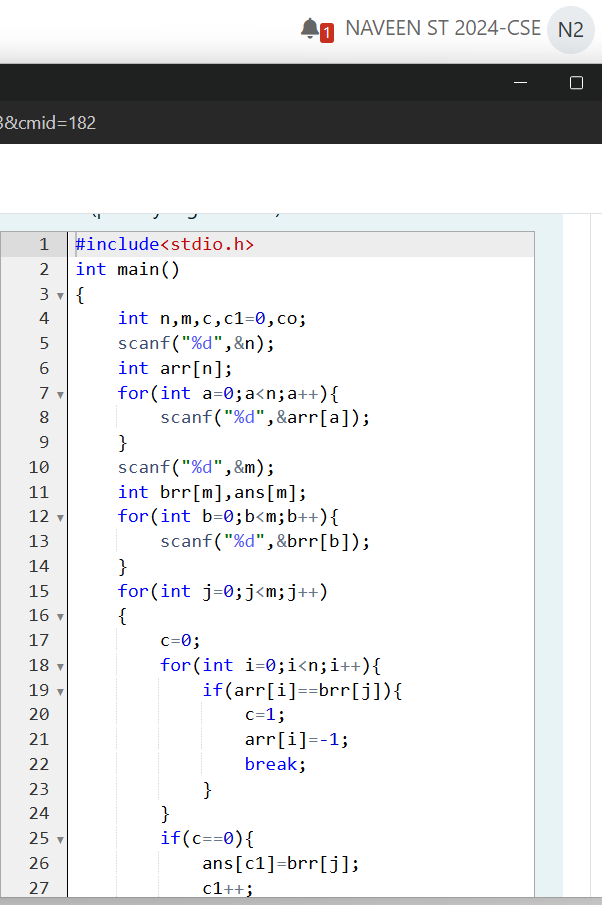 1 NAVEEN ST 2024-CSE N2
3&cmid=182
1 #include<stdio.h>
2 int main()
3 {
4 int n,m,c,c1=0,co;
5 scanf("%d",&n);
6 int arr[n];
7 for(int a=0;a<n;a++){
8 scanf("%d",&arr[a]);
9 }
10 scanf("%d",&m);
11 int brr[m],ans[m];
12 for(int b=0;b<m;b++){
13 scanf("%d",&brr[b]);
14 }
15 for(int j=0;j<m;j++)
16 {
17 c=0;
18 for(int i=0;i<n;i++){
19 if(arr[i]==brr[j]){
20 c=1;
21 arr[i]=-1;
22 break;
23 }
24 }
25 if(c==0){
26 ans[c1]=brr[j];
27 c1++;